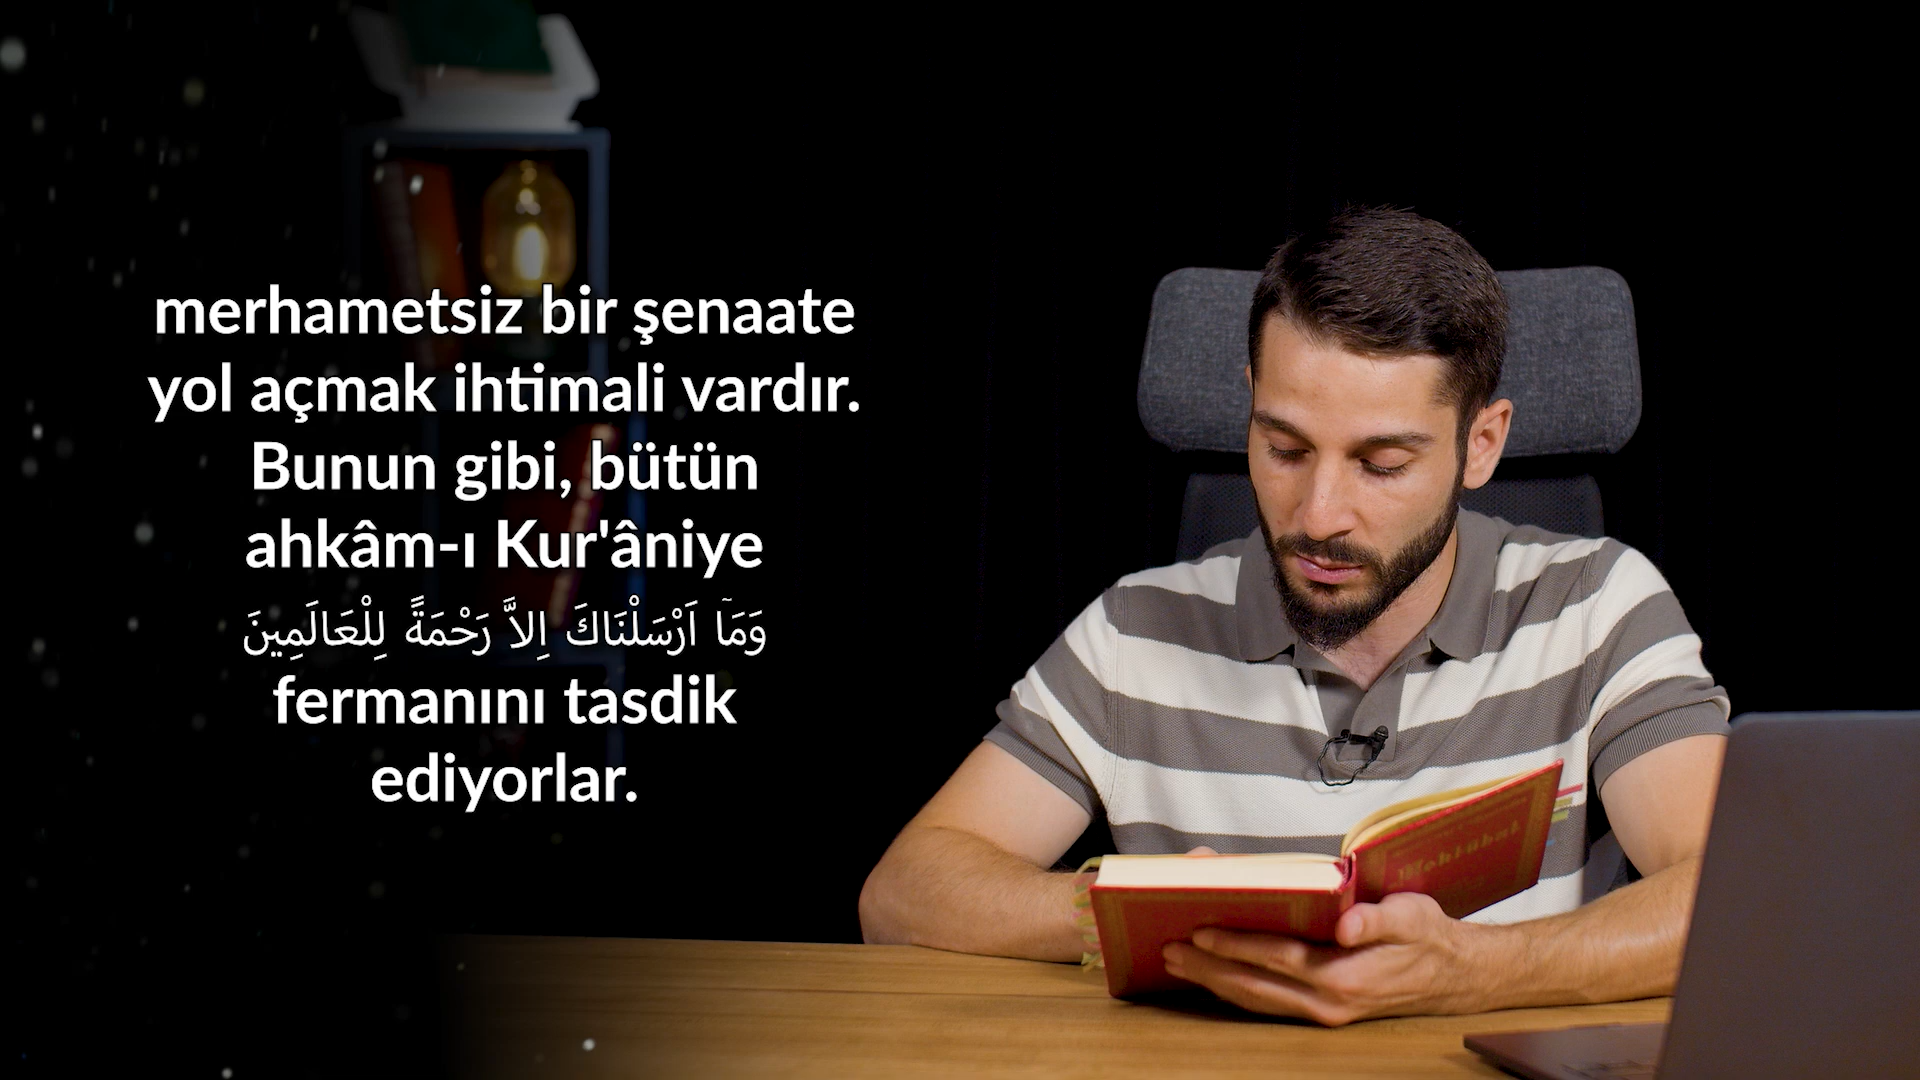 merhametsiz bir şenaate
yol açmak ihtimali vardır.
Bunun gibi, bütün
ahkâm-ı Kur'âniye
وَمَآ اَرْسَلْنَاكَ اِلاَّ رَحْمَةً لِلْعَالَمِينَ
fermanını tasdik
ediyorlar.
Mektûbat